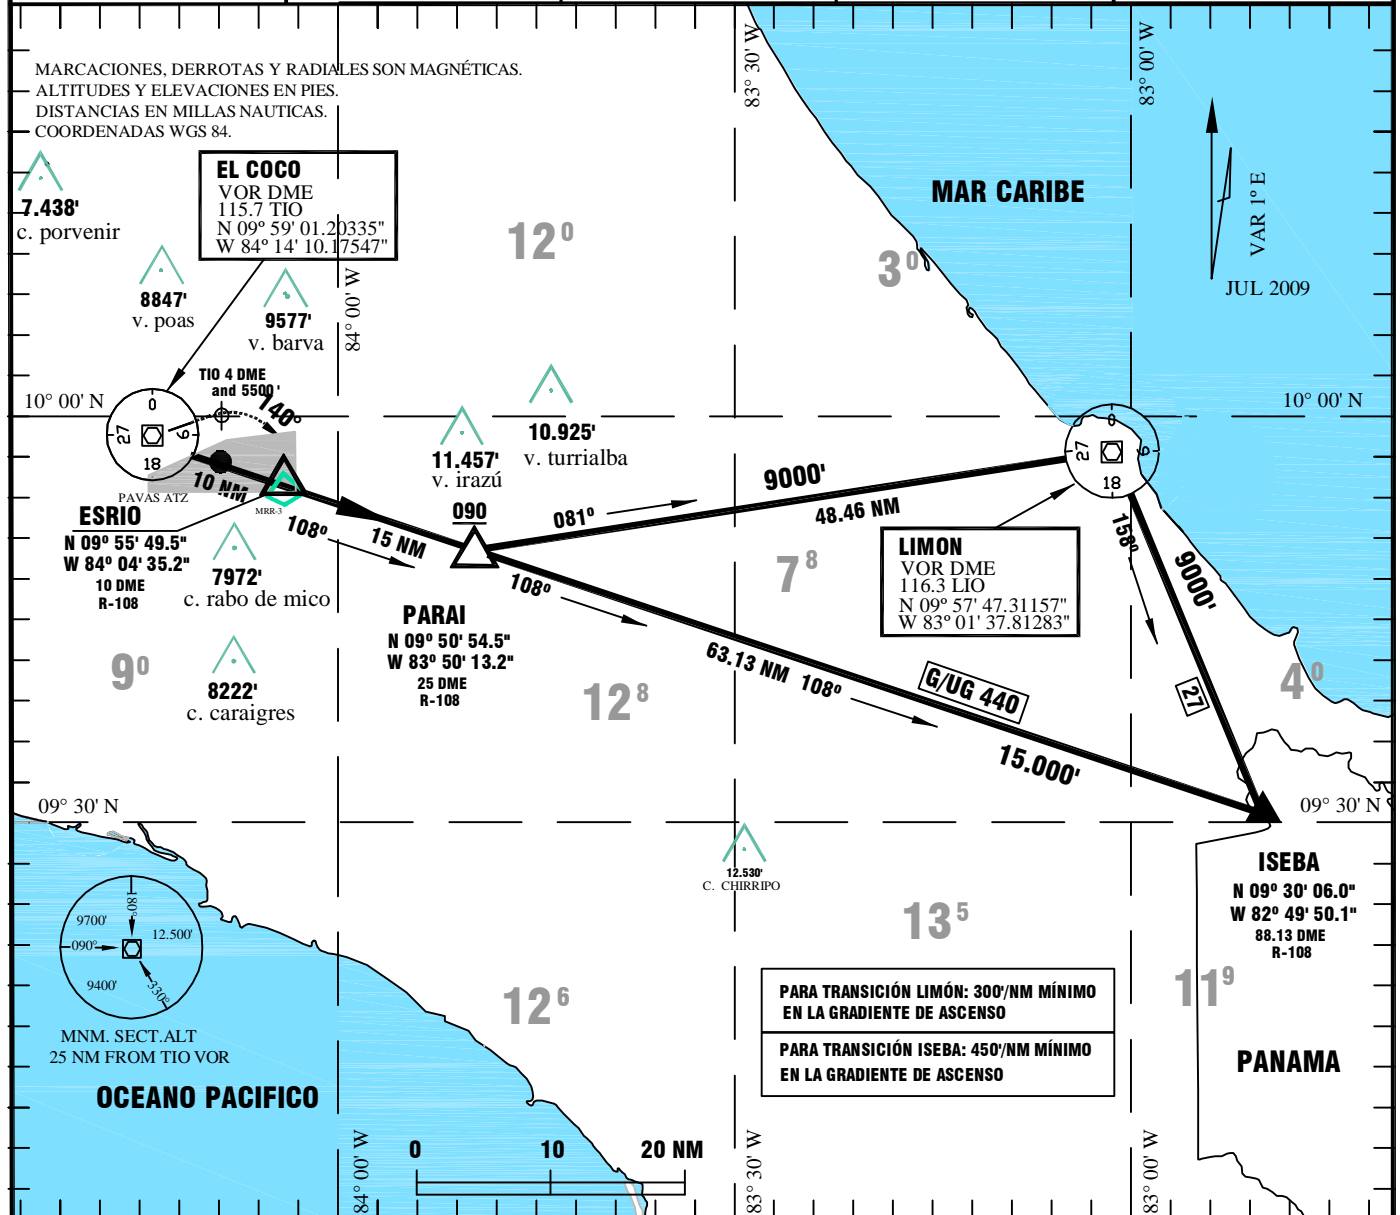 MARCACIONES, DERROTAS Y RADIALES SON MAGNÉTICAS.
ALTITUDES Y ELEVACIONES EN PIES.
DISTANCIAS EN MILLAS NAUTICAS.
COORDENADAS WGS 84.
83° 30' W
83° 00' W
VAR 1° E
JUL 2009
MAR CARIBE
EL COCO
VOR DME
115.7 TIO
N 09° 59' 01.20335"
W 84° 14' 10.17547"
7.438'
c. porvenir
8847'
v. poas
9577'
v. barva
84° 00' W
12⁰
3⁰
TIO 4 DME
and 5500'
140°
10° 00' N
10° 00' N
0
9
18
27
PAVAS ATZ
10 NM
MRR-3
ESRIO
N 09° 55' 49.5"
W 84° 04' 35.2"
10 DME
R-108
108°
15 NM
11.457'
v. irazú
10.925'
v. turrialba
090
081°
9000'
48.46 NM
0
9
18
27
LIMON
VOR DME
116.3 LIO
N 09° 57' 47.31157"
W 83° 01' 37.81283"
158°
9000'
27
7⁸
4⁰
7972'
c. rabo de mico
PARAI
N 09° 50' 54.5"
W 83° 50' 13.2"
25 DME
R-108
108°
63.13 NM 108°
G/UG 440
15.000'
9⁰
8222'
c. caraigres
12⁸
09° 30' N
09° 30' N
12.530'
C. CHIRRIPO
ISEBA
N 09° 30' 06.0"
W 82° 49' 50.1"
88.13 DME
R-108
180°
9700'
12.500'
090°
9400'
330°
MNM. SECT.ALT
25 NM FROM TIO VOR
OCEANO PACIFICO
12⁶
13⁵
11⁹
PARA TRANSICIÓN LIMÓN: 300'/NM MÍNIMO
EN LA GRADIENTE DE ASCENSO
PARA TRANSICIÓN ISEBA: 450'/NM MÍNIMO
EN LA GRADIENTE DE ASCENSO
PANAMA
0 10 20 NM
84° 00' W
83° 30' W
83° 00' W